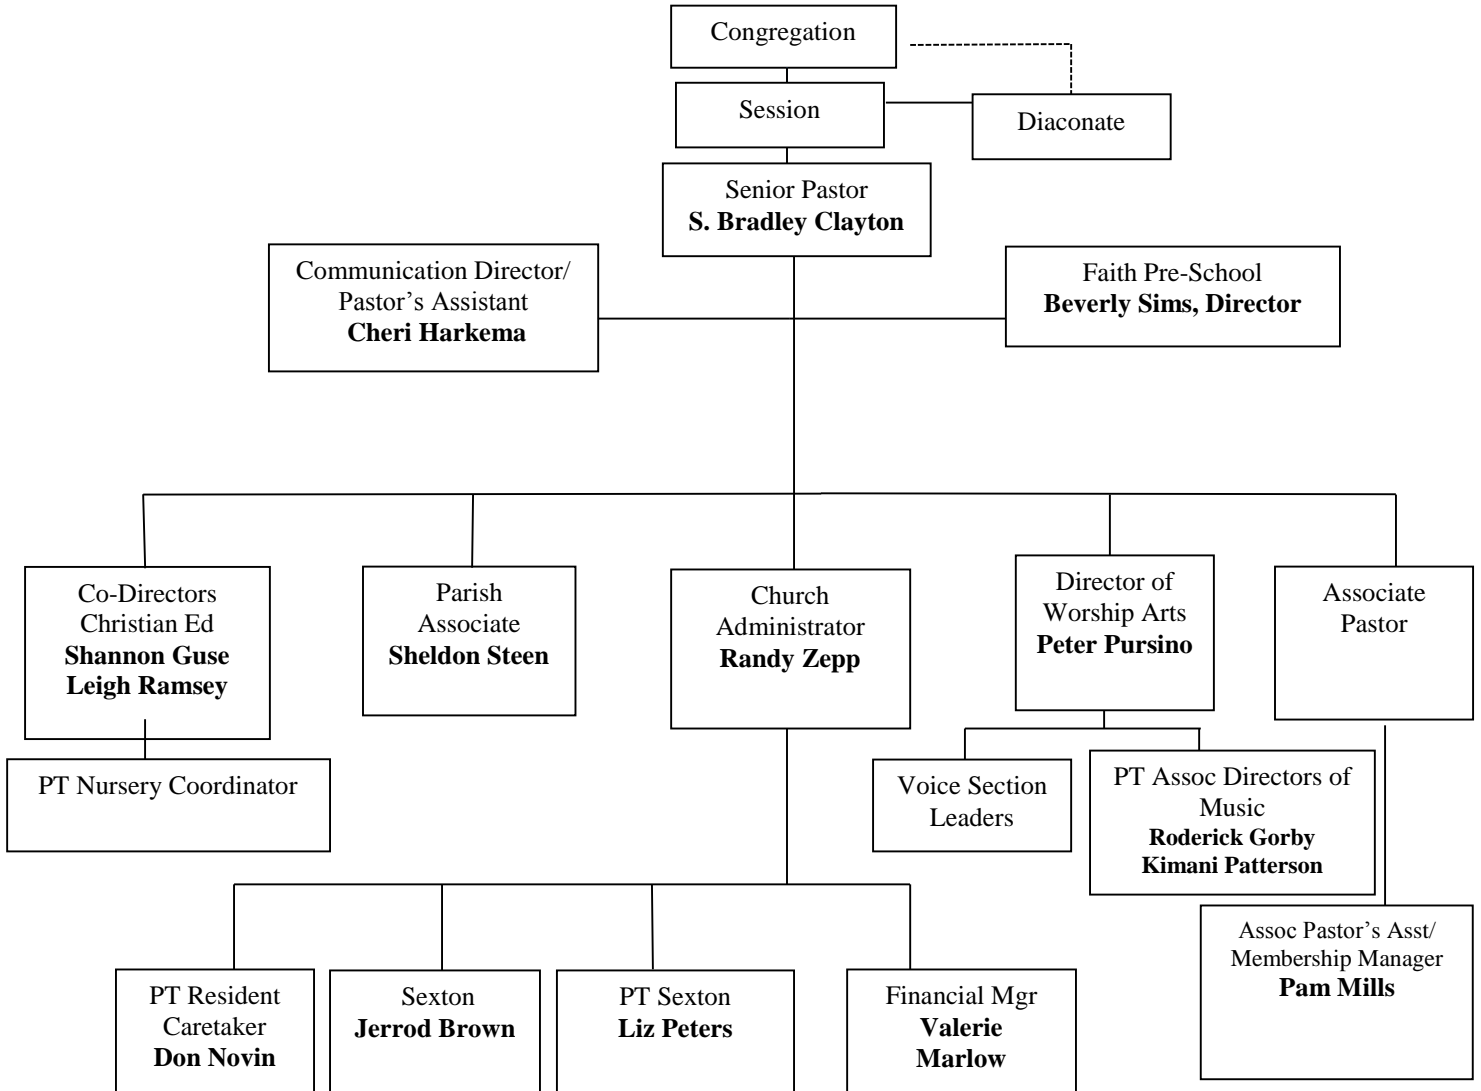 Congregation
Session
Diaconate
Senior Pastor
S. Bradley Clayton
Communication Director/
Pastor’s Assistant
Cheri Harkema
Faith Pre-School
Beverly Sims, Director
Co-Directors
Christian Ed
Shannon Guse
Leigh Ramsey
Parish
Associate
Sheldon Steen
Church
Administrator
Randy Zepp
Director of
Worship Arts
Peter Pursino
Associate
Pastor
PT Nursery Coordinator
Voice Section
Leaders
PT Assoc Directors of
Music
Roderick Gorby
Kimani Patterson
Assoc Pastor’s Asst/
Membership Manager
Pam Mills
PT Resident
Caretaker
Don Novin
Sexton
Jerrod Brown
PT Sexton
Liz Peters
Financial Mgr
Valerie
Marlow